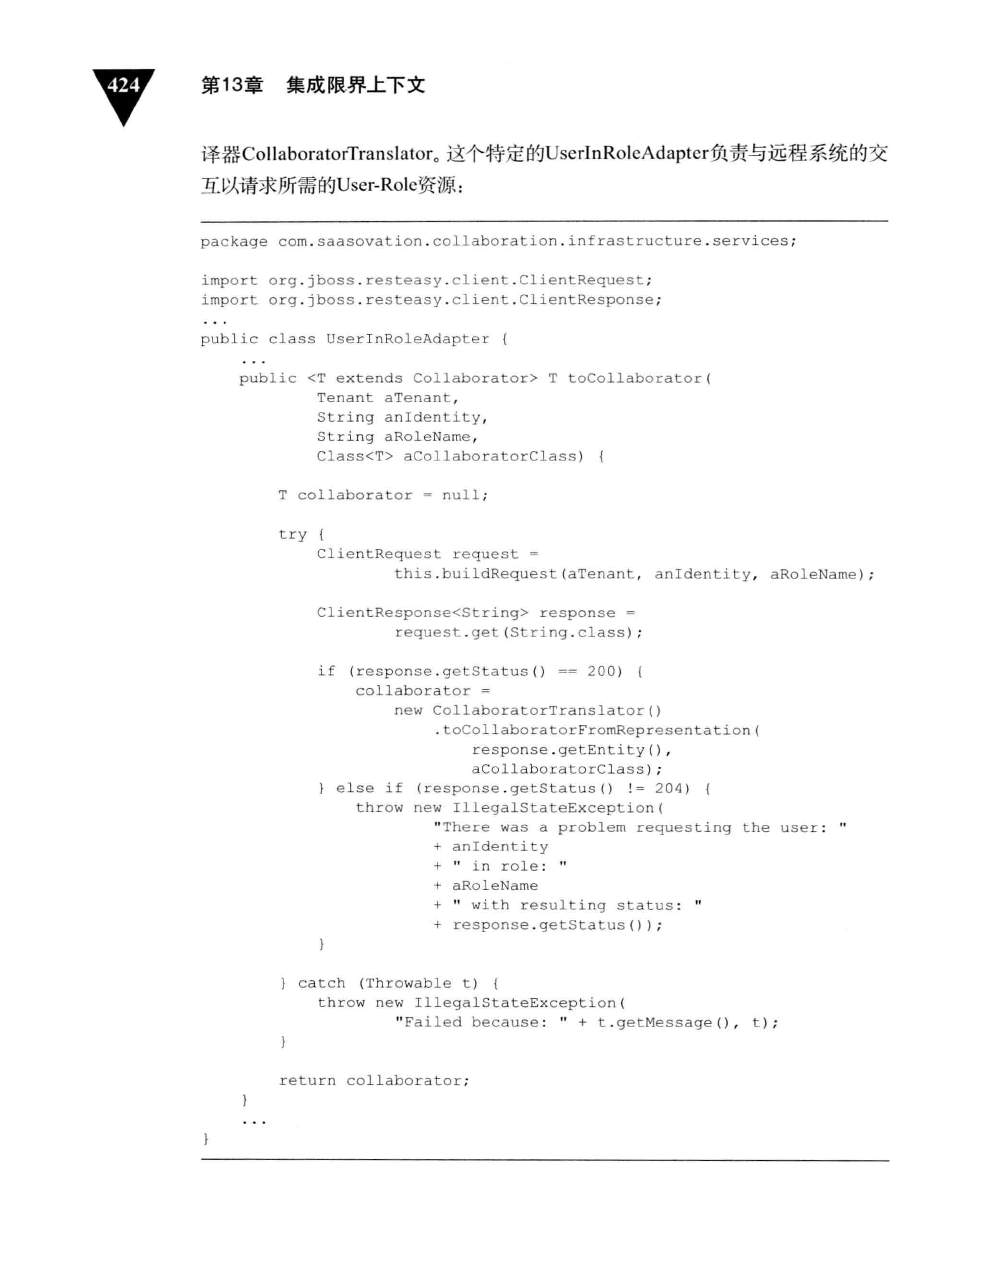 424
第13章 集成限界上下文
译器CollaboratorTranslator。这个特定的UserInRoleAdapter负责与远程系统的交
互以请求所需的User-Role资源：
package com.saasovation.collaboration.infrastructure.services;
import org.jboss.resteasy.client.ClientRequest;
import org.jboss.resteasy.client.ClientResponse;
...
public class UserInRoleAdapter {
    ...
    public <T extends Collaborator> T toCollaborator(
            Tenant aTenant,
            String anIdentity,
            String aRoleName,
            Class<T> aCollaboratorClass) {
        T collaborator = null;
        try {
            ClientRequest request =
                    this.buildRequest(aTenant, anIdentity, aRoleName);
            ClientResponse<String> response =
                    request.get(String.class);
            if (response.getStatus() == 200) {
                collaborator =
                    new CollaboratorTranslator()
                        .toCollaboratorFromRepresentation(
                            response.getEntity(),
                            aCollaboratorClass);
            } else if (response.getStatus() != 204) {
                throw new IllegalStateException(
                        "There was a problem requesting the user: "
                        + anIdentity
                        + " in role: "
                        + aRoleName
                        + " with resulting status: "
                        + response.getStatus());
            }
        } catch (Throwable t) {
            throw new IllegalStateException(
                    "Failed because: " + t.getMessage(), t);
        }
        return collaborator;
    }
    ...
}